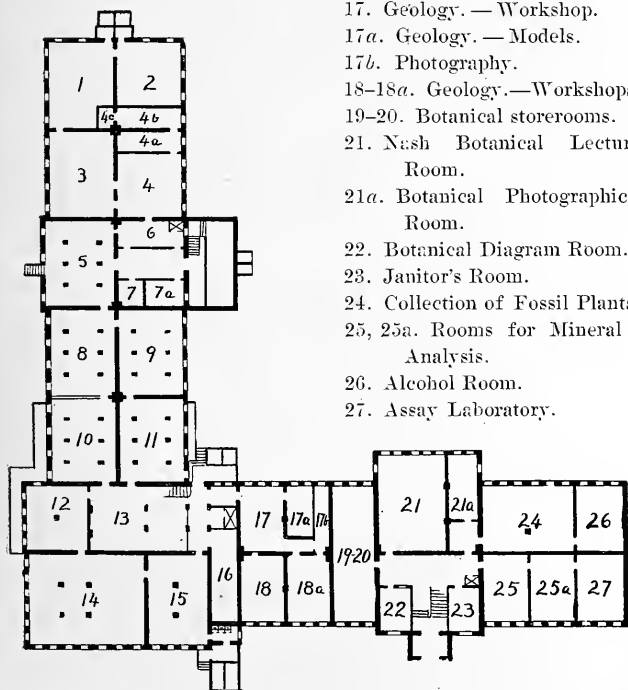 17. Geology. — Workshop.
17a. Geology. — Models.
17b. Photography.
18–18a. Geology.—Workshop
19–20. Botanical storerooms.
21. Nash Botanical Lectur
Room.
21a. Botanical Photographic
Room.
22. Botanical Diagram Room.
23. Janitor's Room.
24. Collection of Fossil Plant
25, 25a. Rooms for Mineral
Analysis.
26. Alcohol Room.
27. Assay Laboratory.
1 2
4c 4b
4a
3 4
6
5
7 7a
8 9
10 11
12 13
14 15 16
17 17a 17b
18 18a
19-20
21 21a
22 23
24 26
25 25a 27